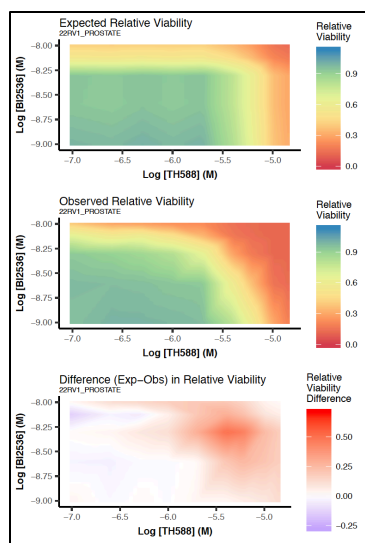 Expected Relative Viability
22RV1_PROSTATE
Log [BI2536] (M)
−8.00
−8.25
−8.50
−8.75
−9.00
−7.0 −6.5 −6.0 −5.5 −5.0
Log [TH588] (M)
Relative
Viability
0.9
0.6
0.3
0.0
Observed Relative Viability
22RV1_PROSTATE
Log [BI2536] (M)
−8.00
−8.25
−8.50
−8.75
−9.00
−7.0 −6.5 −6.0 −5.5 −5.0
Log [TH588] (M)
Relative
Viability
0.9
0.6
0.3
0.0
Difference (Exp-Obs) in Relative Viability
22RV1_PROSTATE
Log [BI2536] (M)
−8.00
−8.25
−8.50
−8.75
−9.00
−7.0 −6.5 −6.0 −5.5 −5.0
Log [TH588] (M)
Relative
Viability
Difference
0.50
0.25
0.00
−0.25